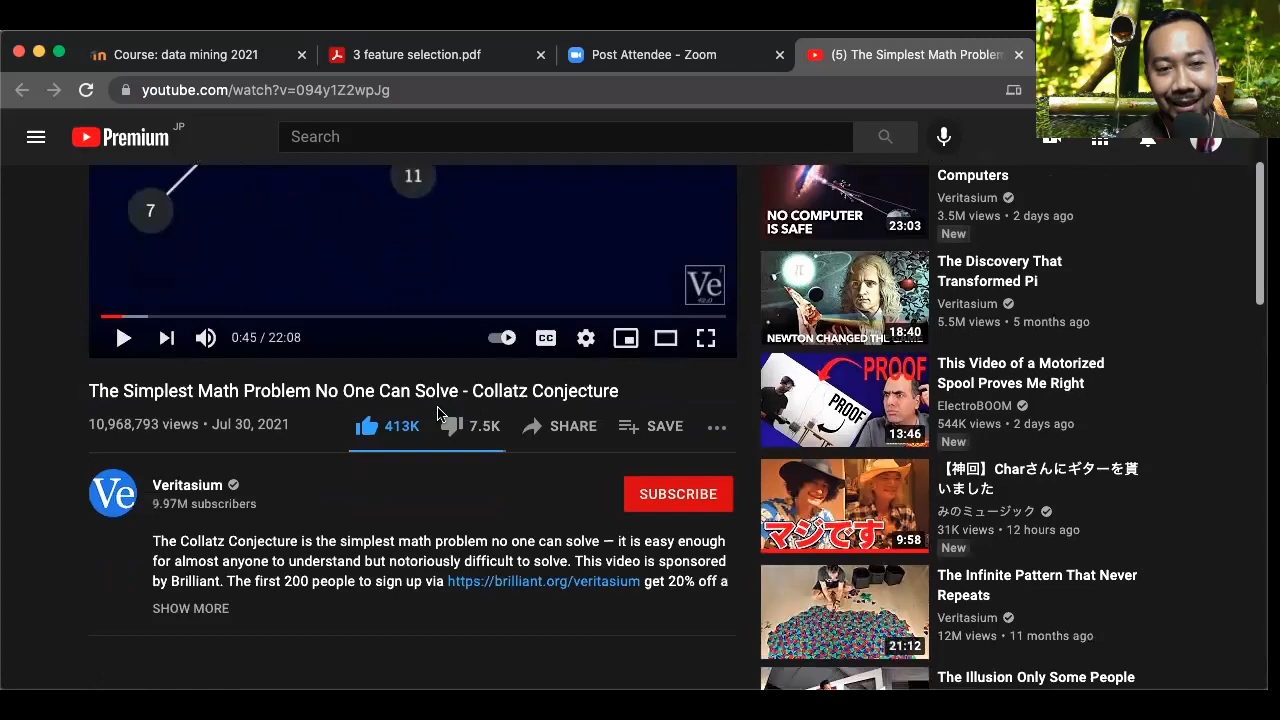 Course: data mining 2021
3 feature selection.pdf
Post Attendee - Zoom
(5) The Simplest Math Problem
youtube.com/watch?v=094y1Z2wpJg
Premium JP
Search
7
11
Ve
0:45 / 22:08
CC
The Simplest Math Problem No One Can Solve - Collatz Conjecture
10,968,793 views • Jul 30, 2021
413K
7.5K
SHARE
SAVE
Ve
Veritasium
9.97M subscribers
SUBSCRIBE
The Collatz Conjecture is the simplest math problem no one can solve — it is easy enough
for almost anyone to understand but notoriously difficult to solve. This video is sponsored
by Brilliant. The first 200 people to sign up via https://brilliant.org/veritasium get 20% off a
SHOW MORE
NO COMPUTER
IS SAFE
23:03
Computers
Veritasium
3.5M views • 2 days ago
New
π
NEWTON CHANGED THE
18:40
The Discovery That
Transformed Pi
Veritasium
5.5M views • 5 months ago
PROOF
PROOF
13:46
This Video of a Motorized
Spool Proves Me Right
ElectroBOOM
544K views • 2 days ago
New
マジです
9:58
【神回】Charさんにギターを貰
いました
みのミュージック
31K views • 12 hours ago
New
21:12
The Infinite Pattern That Never
Repeats
Veritasium
12M views • 11 months ago
The Illusion Only Some People